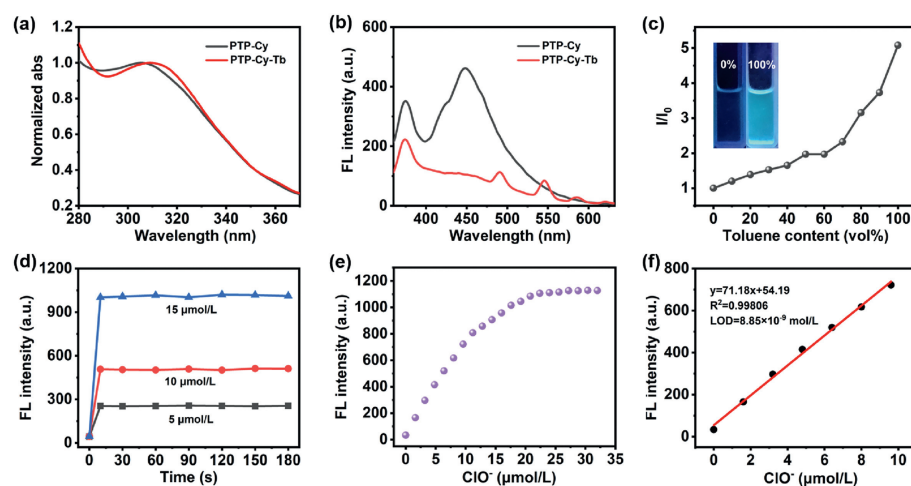 (a)
Normalized abs
1.2
1.0
0.8
0.6
0.4
0.2
PTP-Cy
PTP-Cy-Tb
280 300 320 340 360
Wavelength (nm)
(b)
FL intensity (a.u.)
600
400
200
0
PTP-Cy
PTP-Cy-Tb
400 450 500 550 600
Wavelength (nm)
(c)
I/I0
5
4
3
2
1
0% 100%
0 20 40 60 80 100
Toluene content (vol%)
(d)
FL intensity (a.u.)
1250
1000
750
500
250
0
15 μmol/L
10 μmol/L
5 μmol/L
0 30 60 90 120 150 180
Time (s)
(e)
FL intensity (a.u.)
1200
1000
800
600
400
200
0
0 5 10 15 20 25 30
ClO⁻ (μmol/L)
(f)
FL intensity (a.u.)
800
600
400
200
0
y=71.18x+54.19
R²=0.99806
LOD=8.85×10⁻⁹ mol/L
0 2 4 6 8 10
ClO⁻ (μmol/L)